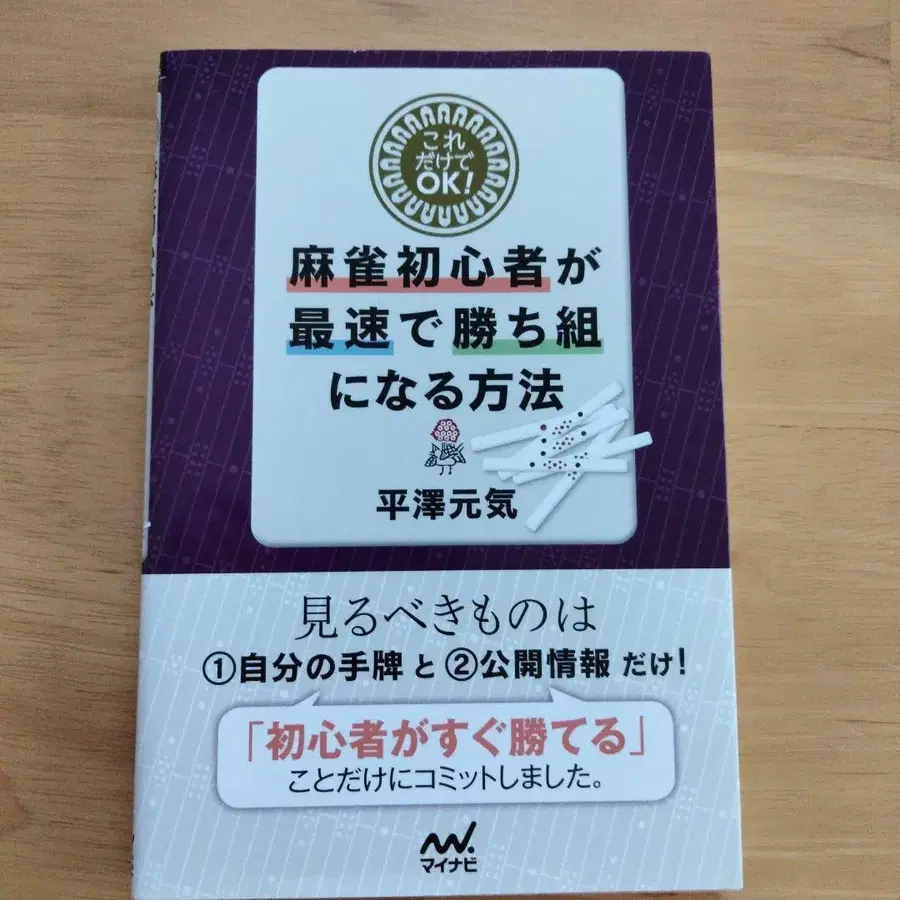 これ
だけで
OK!
麻雀初心者が
最速で勝ち組
になる方法
平澤元気
見るべきものは
①自分の手牌と②公開情報だけ!
「初心者がすぐ勝てる」
ことだけにコミットしました。
マイナビ